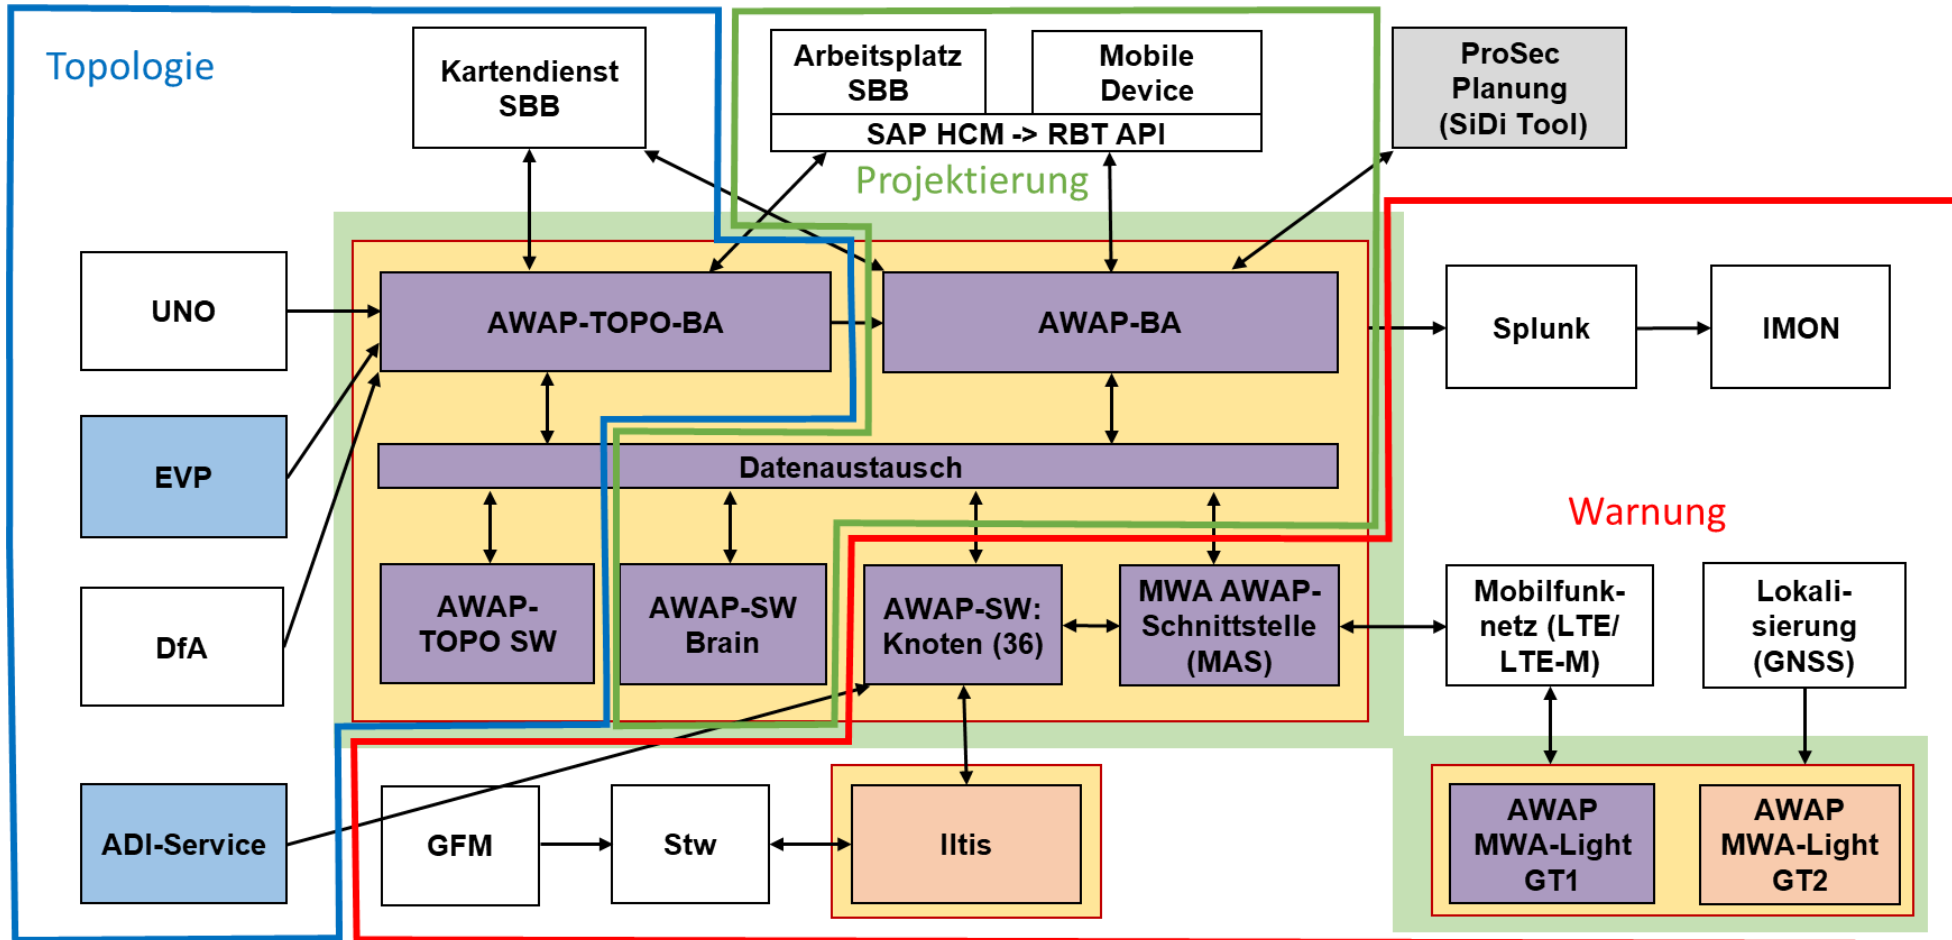 Topologie
Kartendienst
SBB
Arbeitsplatz
SBB
Mobile
Device
SAP HCM -> RBT API
ProSec
Planung
(SiDi Tool)
Projektierung
UNO
AWAP-TOPO-BA
AWAP-BA
Splunk
IMON
EVP
Datenaustausch
Warnung
DfA
AWAP-
TOPO SW
AWAP-SW
Brain
AWAP-SW:
Knoten (36)
MWA AWAP-
Schnittstelle
(MAS)
Mobilfunk-
netz (LTE/
LTE-M)
Lokali-
sierung
(GNSS)
ADI-Service
GFM
Stw
Iltis
AWAP
MWA-Light
GT1
AWAP
MWA-Light
GT2